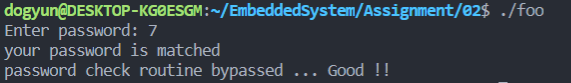 dogyun@DESKTOP-KG0ESGM:~/EmbeddedSystem/Assignment/02$ ./foo
Enter password: 7
your password is matched
password check routine bypassed ... Good !!